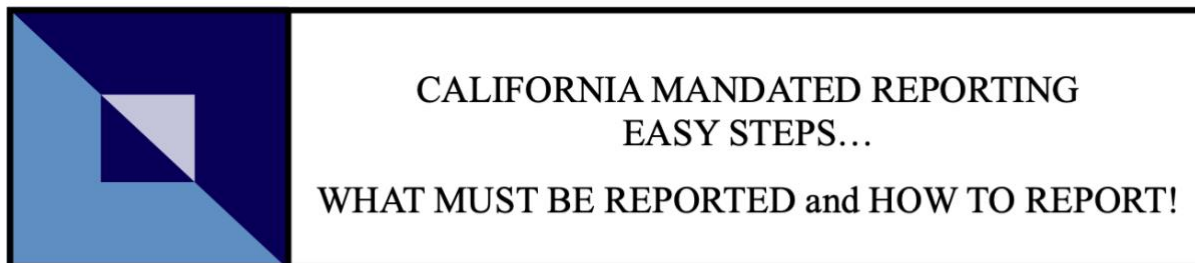 CALIFORNIA MANDATED REPORTING
EASY STEPS…
WHAT MUST BE REPORTED and HOW TO REPORT!